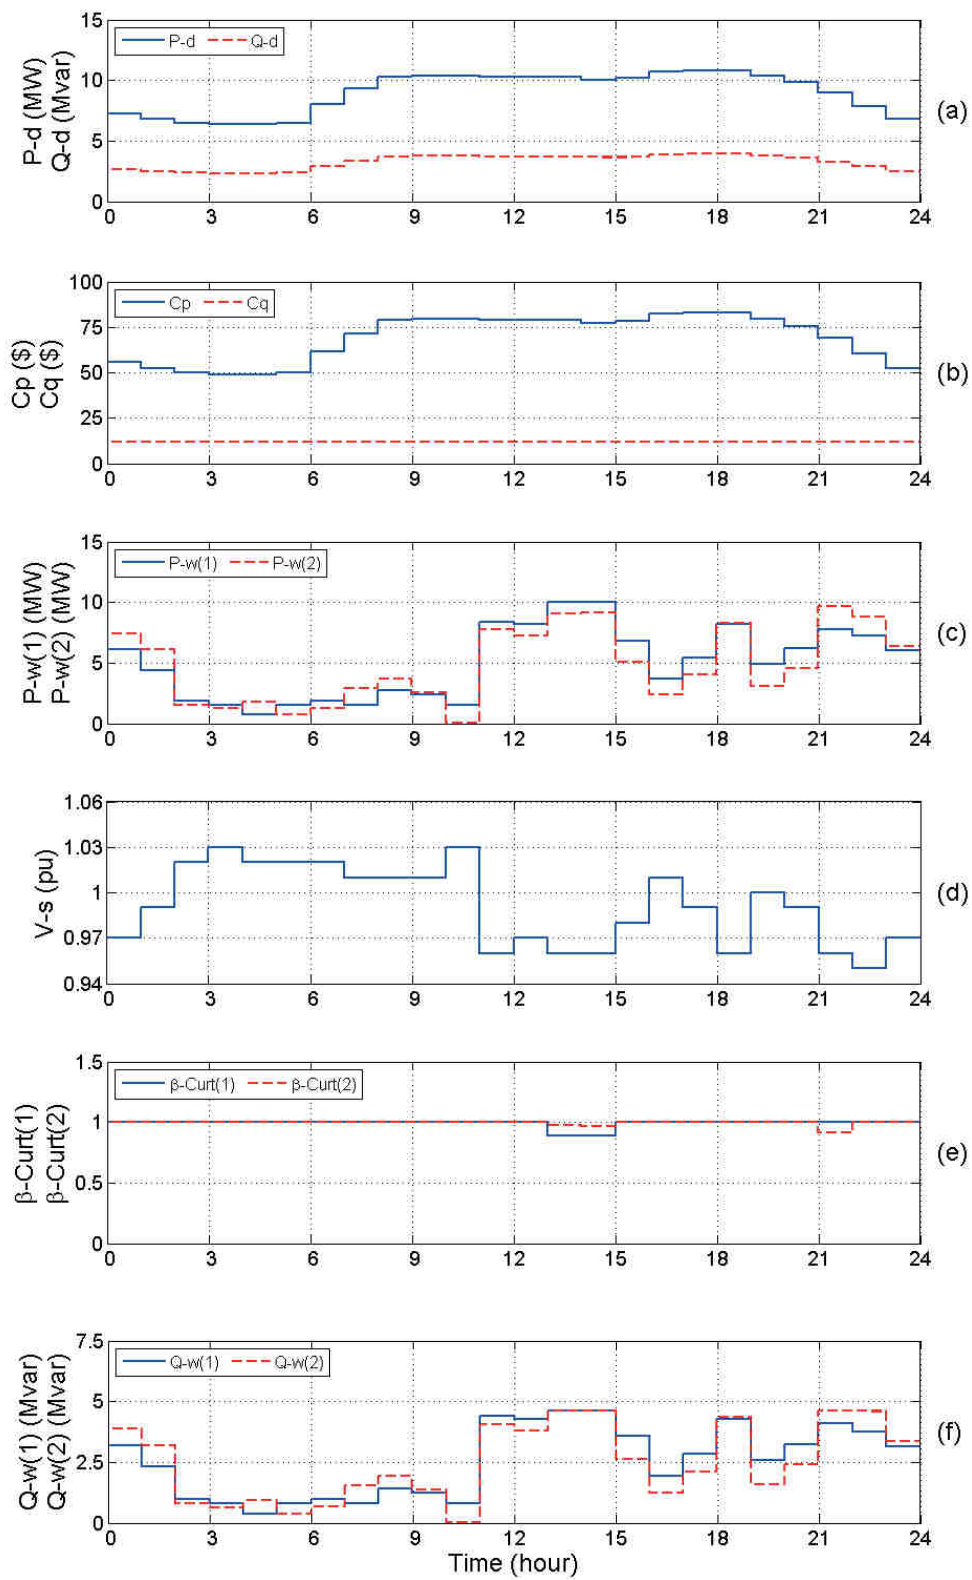 15
10
5
0
P-d (MW)
Q-d (Mvar)
P-d
Q-d
(a)
0 3 6 9 12 15 18 21 24
100
75
50
25
0
Cp ($)
Cq ($)
Cp
Cq
(b)
0 3 6 9 12 15 18 21 24
15
10
5
0
P-w(1) (MW)
P-w(2) (MW)
P-w(1)
P-w(2)
(c)
0 3 6 9 12 15 18 21 24
1.06
1.03
1
0.97
0.94
V-s (pu)
(d)
0 3 6 9 12 15 18 21 24
1.5
1
0.5
0
β-Curt(1)
β-Curt(2)
β-Curt(1)
β-Curt(2)
(e)
0 3 6 9 12 15 18 21 24
7.5
5
2.5
0
Q-w(1) (Mvar)
Q-w(2) (Mvar)
Q-w(1)
Q-w(2)
(f)
0 3 6 9 12 15 18 21 24
Time (hour)